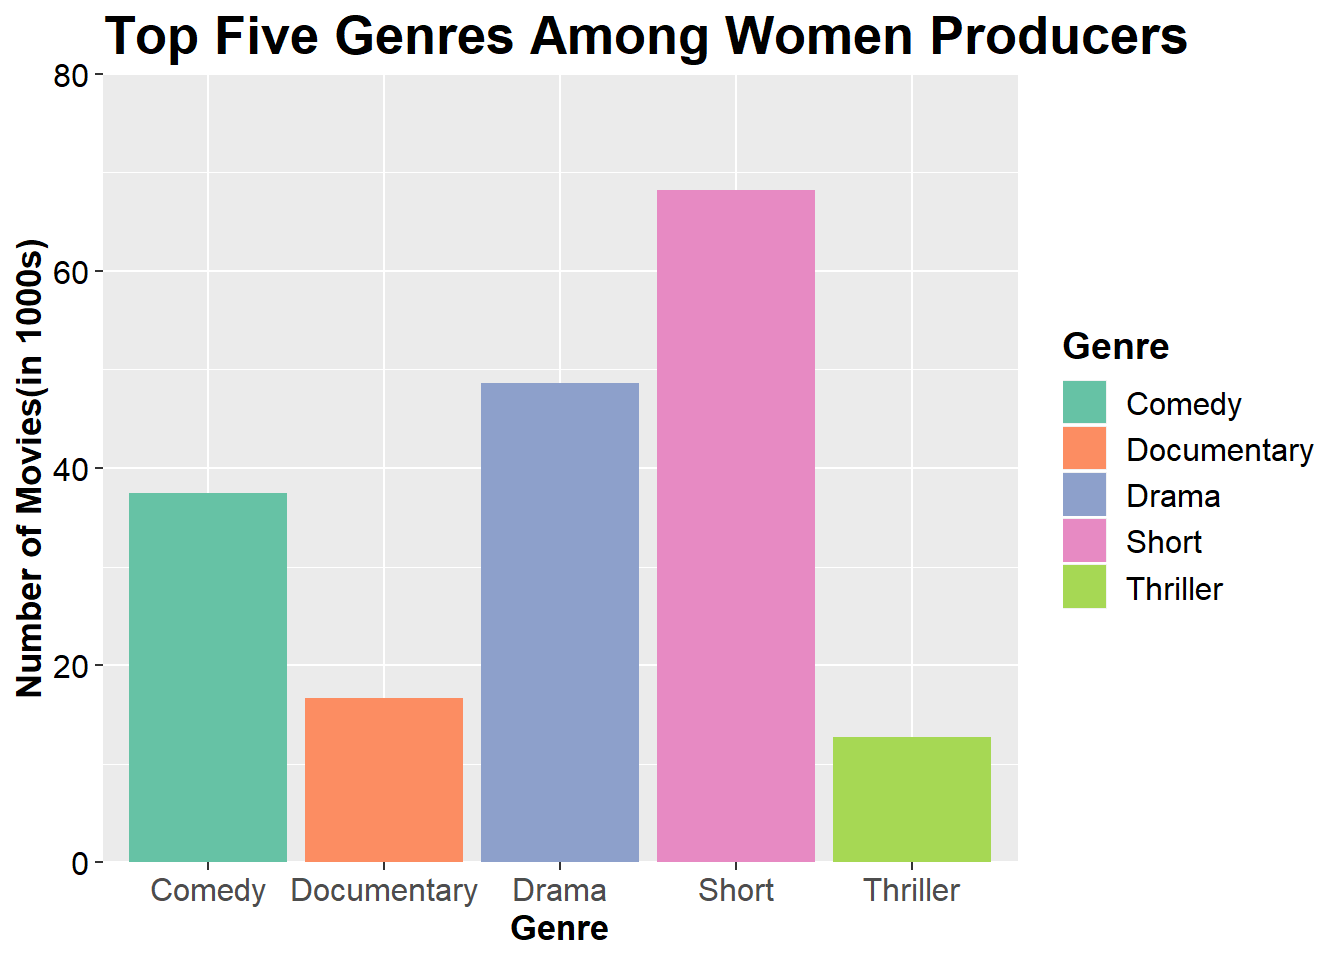 Top Five Genres Among Women Producers
Number of Movies(in 1000s)
80
60
40
20
0
Comedy
Documentary
Drama
Short
Thriller
Genre
Genre
Comedy
Documentary
Drama
Short
Thriller